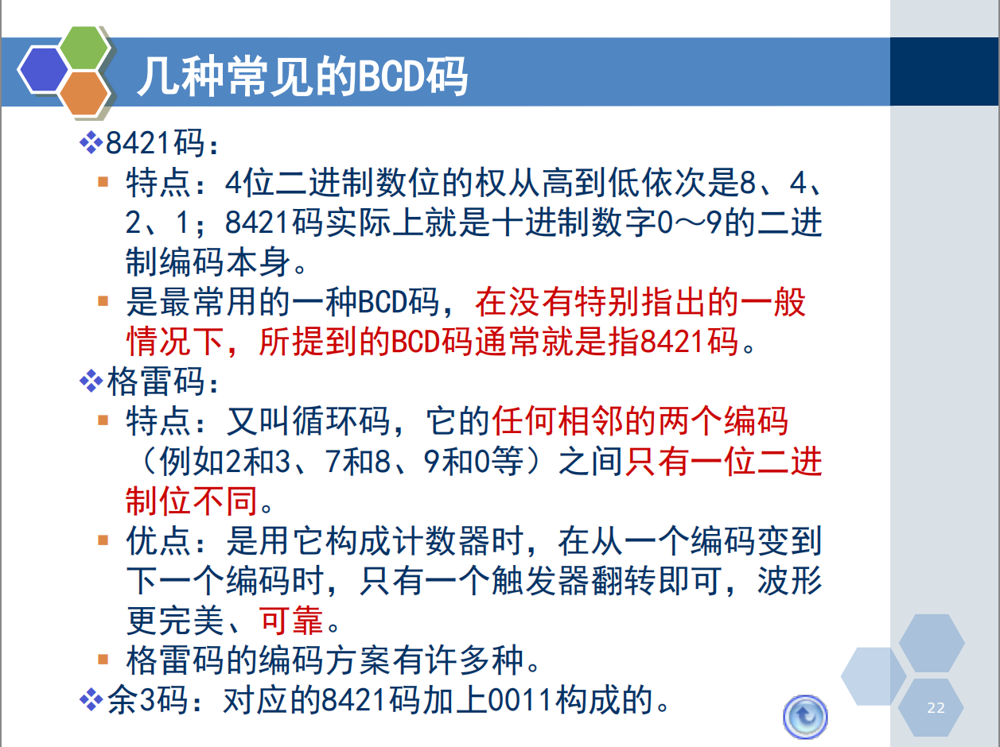 几种常见的BCD码
8421码：
特点：4位二进制数位的权从高到低依次是8、4、
2、1；8421码实际上就是十进制数字0～9的二进
制编码本身。
是最常用的一种BCD码，在没有特别指出的一般
情况下，所提到的BCD码通常就是指8421码。
格雷码：
特点：又叫循环码，它的任何相邻的两个编码
（例如2和3、7和8、9和0等）之间只有一位二进
制位不同。
优点：是用它构成计数器时，在从一个编码变到
下一个编码时，只有一个触发器翻转即可，波形
更完美、可靠。
格雷码的编码方案有许多种。
余3码：对应的8421码加上0011构成的。
22